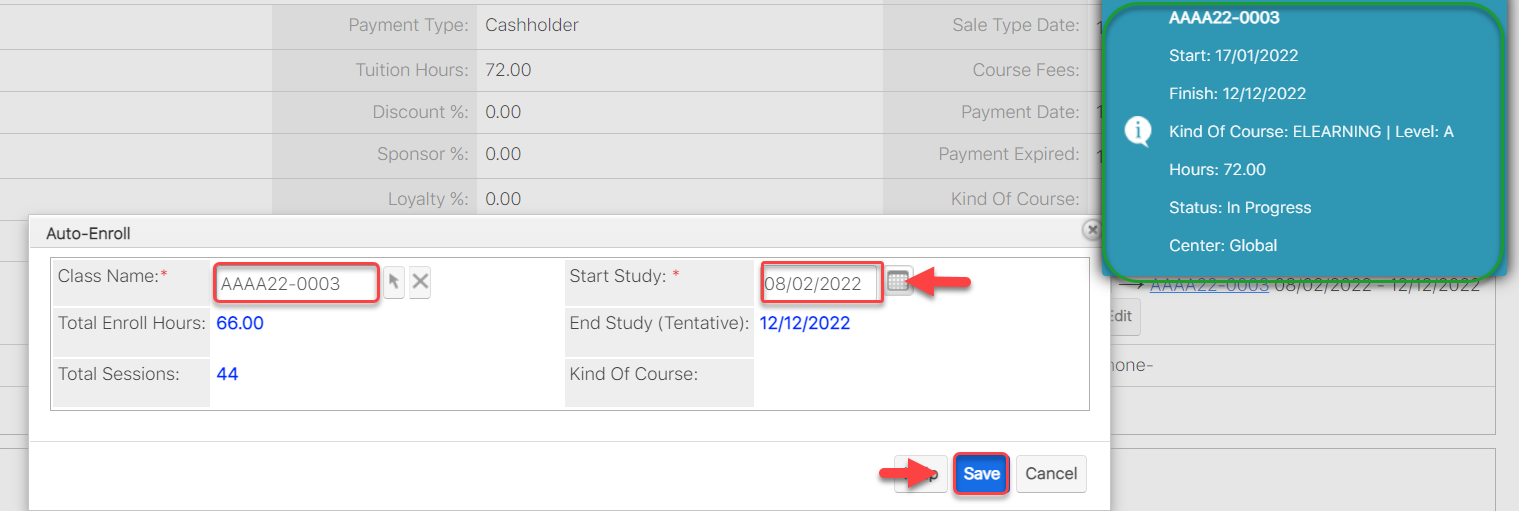 Payment Type: Cashholder Sale Type Date:
Tuition Hours: 72.00 Course Fees:
Discount %: 0.00 Payment Date:
Sponsor %: 0.00 Payment Expired:
Loyalty %: 0.00 Kind Of Course:
AAAA22-0003
Start: 17/01/2022
Finish: 12/12/2022
Kind Of Course: ELEARNING | Level: A
Hours: 72.00
Status: In Progress
Center: Global
AAAA22-0003 08/02/2022 - 12/12/2022
Edit
Auto-Enroll
Class Name:* AAAA22-0003 Start Study: * 08/02/2022
Total Enroll Hours: 66.00 End Study (Tentative): 12/12/2022
Total Sessions: 44 Kind Of Course:
Save Cancel